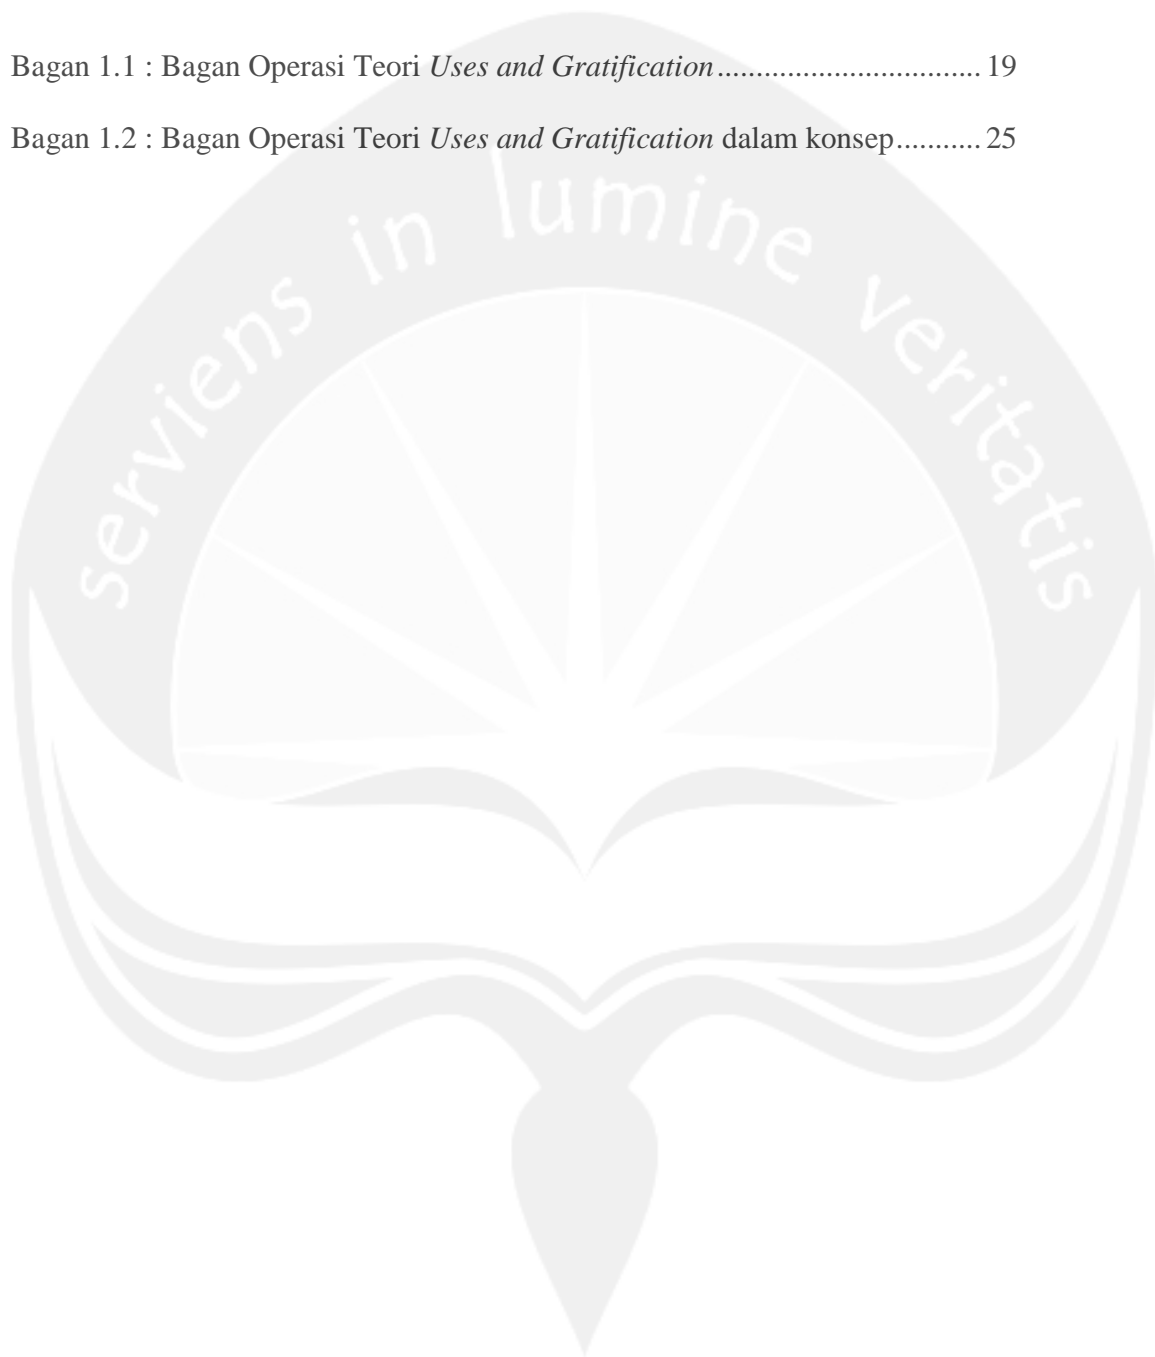 Bagan 1.1 : Bagan Operasi Teori Uses and Gratification.................................. 19
Bagan 1.2 : Bagan Operasi Teori Uses and Gratification dalam konsep........... 25
serviens in lumine veritatis